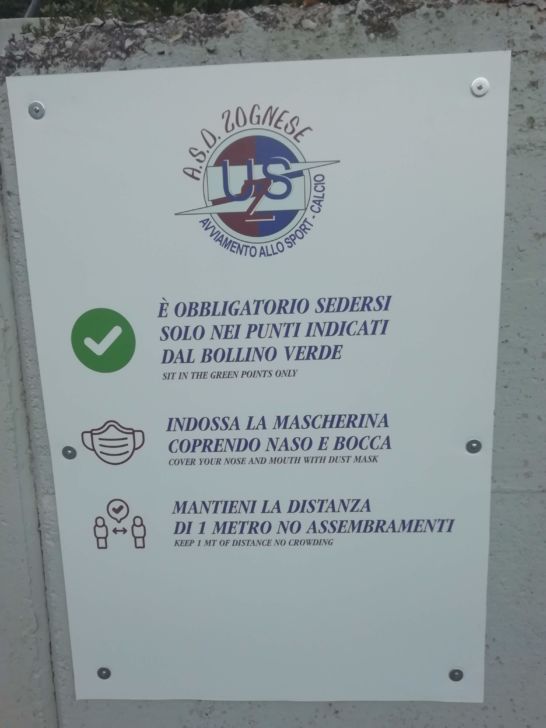 A.S.D. ZOGNESE
USZ
AVVIAMENTO ALLO SPORT - CALCIO
È OBBLIGATORIO SEDERSI
SOLO NEI PUNTI INDICATI
DAL BOLLINO VERDE
SIT IN THE GREEN POINTS ONLY
INDOSSA LA MASCHERINA
COPRENDO NASO E BOCCA
COVER YOUR NOSE AND MOUTH WITH DUST MASK
MANTIENI LA DISTANZA
DI 1 METRO NO ASSEMBRAMENTI
KEEP 1 MT OF DISTANCE NO CROWDING